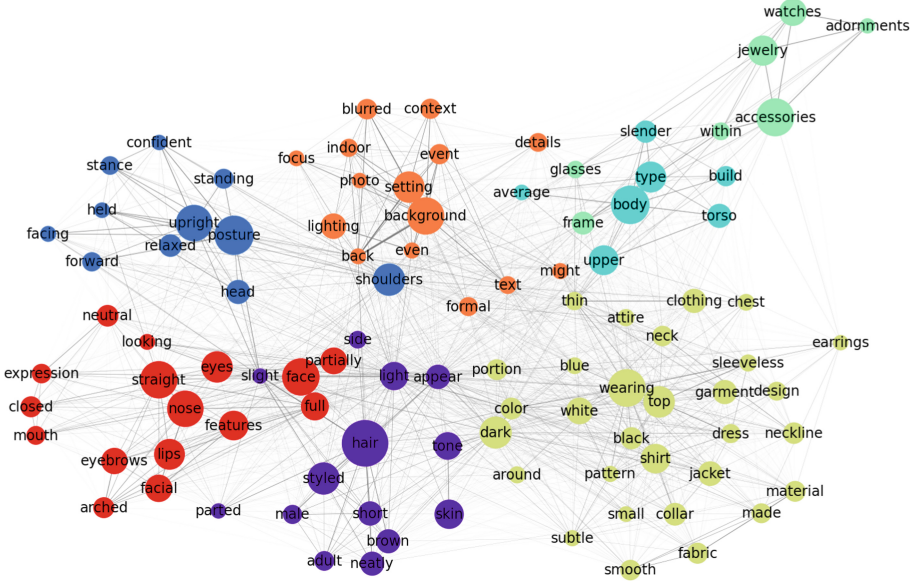 watches
adornments
jewelry
accessories
within
blurred
context
slender
details
confident
indoor
event
glasses
type
build
stance
focus
photo
standing
setting
average
body
held
upright
posture
lighting
background
frame
torso
facing
relaxed
back
even
forward
upper
shoulders
might
head
text
formal
thin
clothing
chest
neutral
attire
looking
side
neck
earrings
expression
straight
eyes
slight
face
partially
light
appear
portion
blue
sleeveless
wearing
top
garment
design
closed
nose
full
color
white
mouth
features
hair
dark
black
dress
neckline
eyebrows
lips
tone
shirt
facial
styled
around
pattern
jacket
material
arched
parted
male
short
skin
small
collar
made
brown
subtle
adult
neatly
fabric
smooth